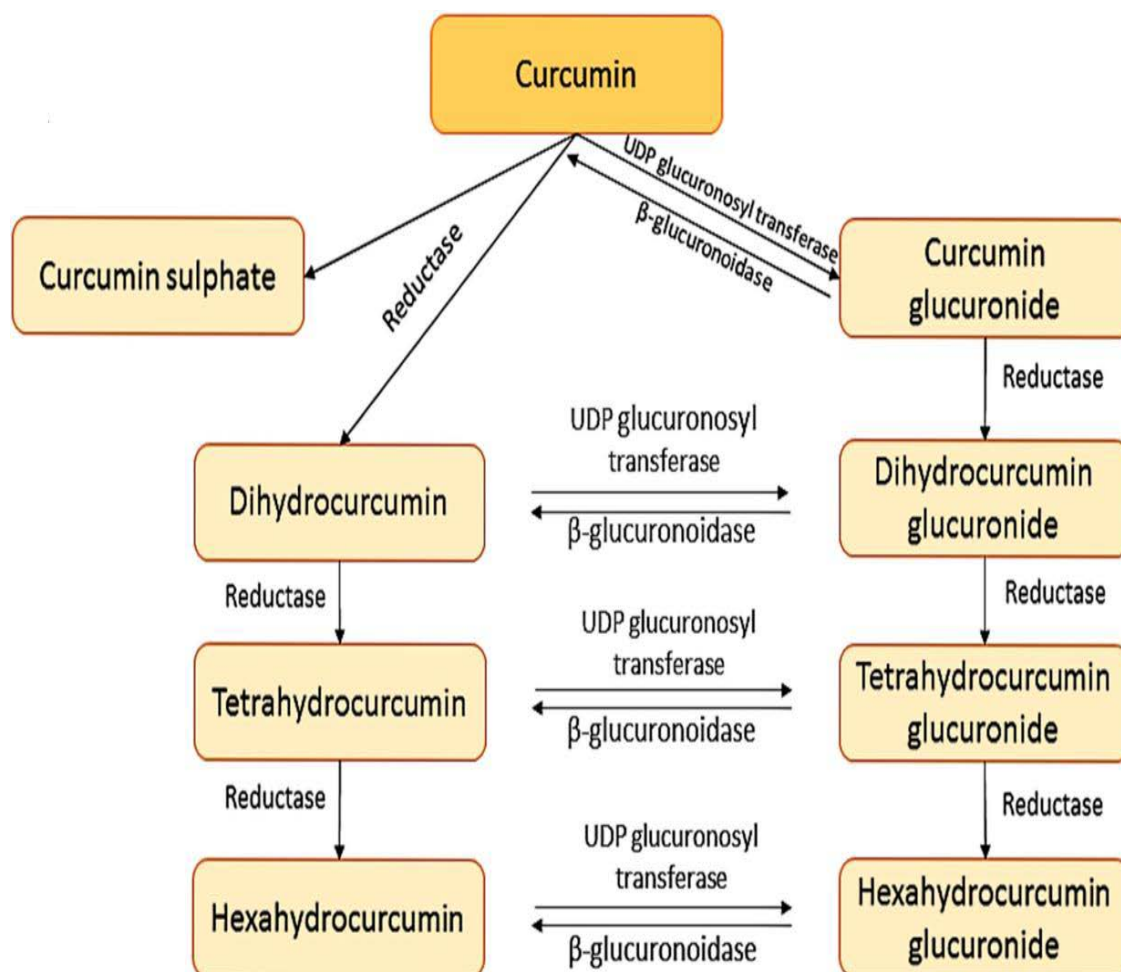 Curcumin
UDP glucuronosyl transferase
β-glucuronoidase
Reductase
Curcumin sulphate
Curcumin
glucuronide
Reductase
UDP glucuronosyl
transferase
β-glucuronoidase
Dihydrocurcumin
Dihydrocurcumin
glucuronide
Reductase
Reductase
UDP glucuronosyl
transferase
β-glucuronoidase
Tetrahydrocurcumin
Tetrahydrocurcumin
glucuronide
Reductase
Reductase
UDP glucuronosyl
transferase
β-glucuronoidase
Hexahydrocurcumin
Hexahydrocurcumin
glucuronide